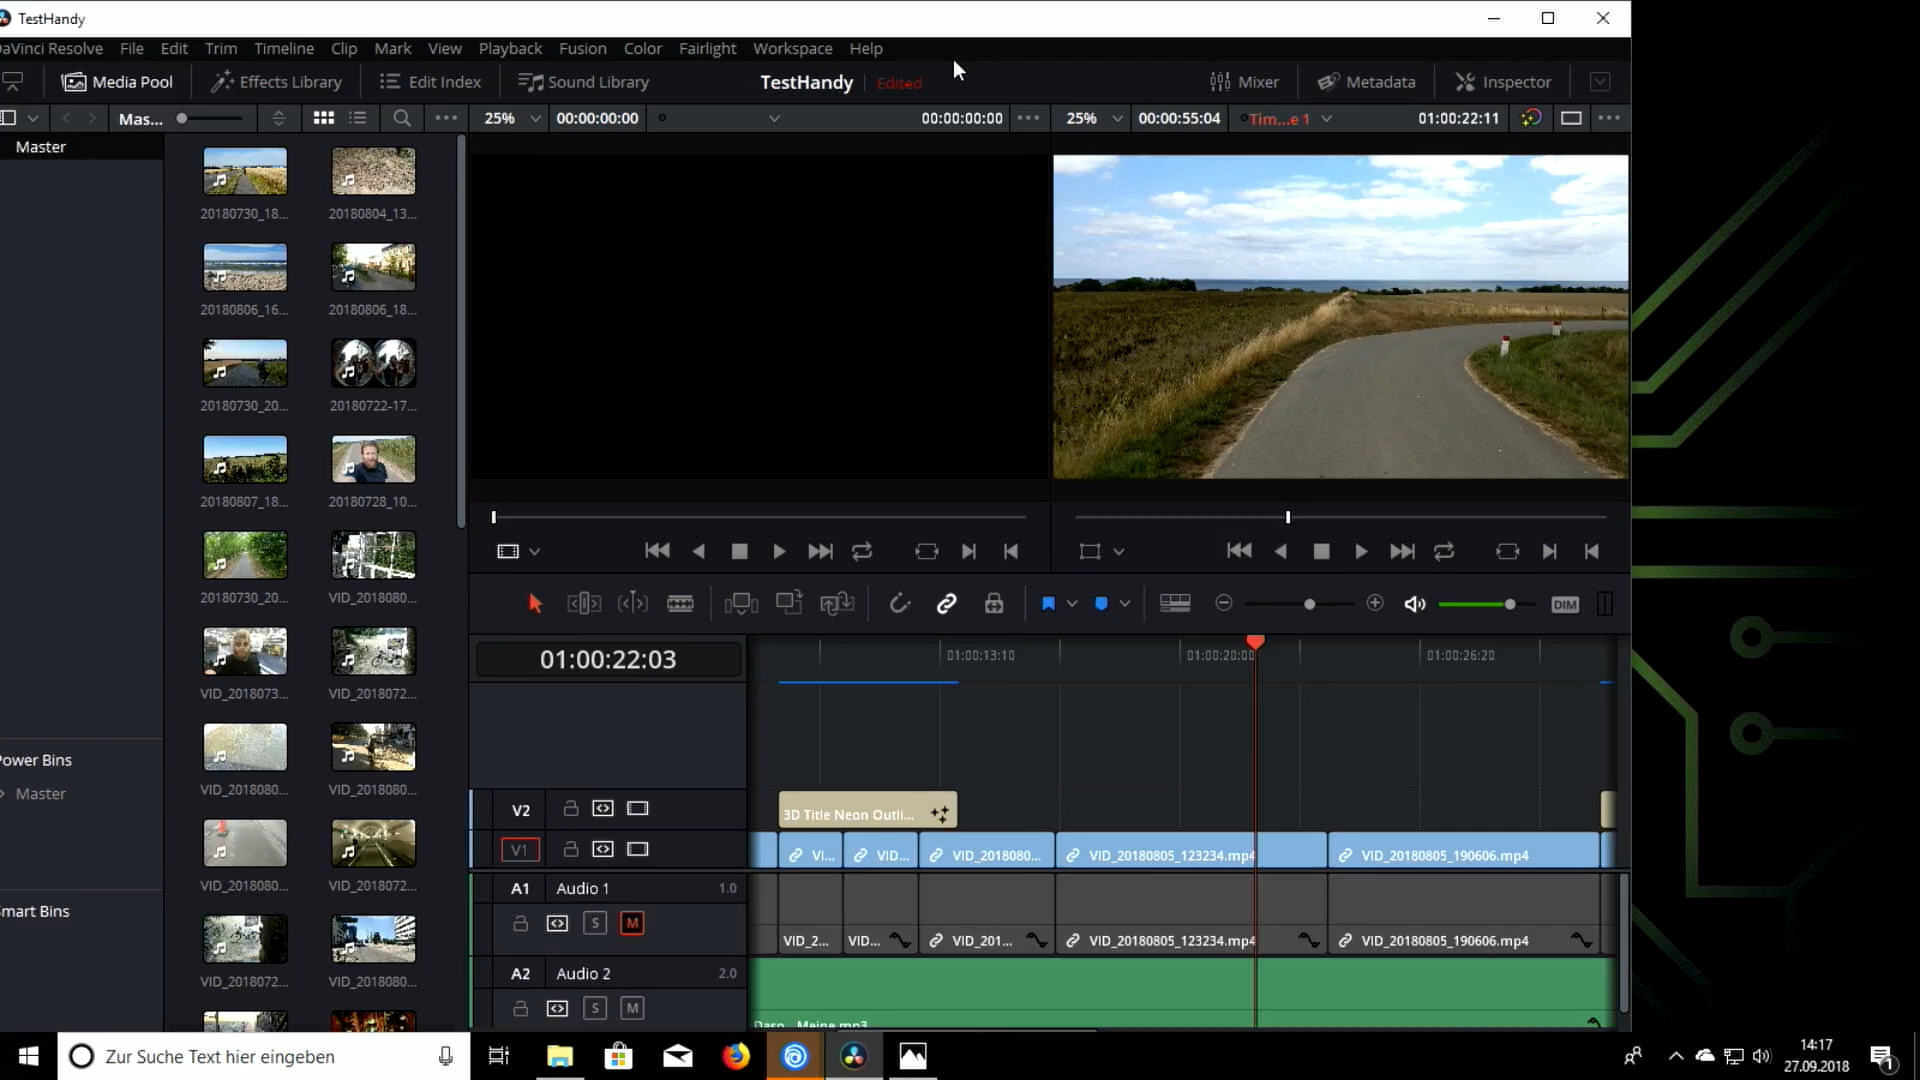 TestHandy
aVinci Resolve File Edit Trim Timeline Clip Mark View Playback Fusion Color Fairlight Workspace Help
Media Pool Effects Library Edit Index Sound Library TestHandy Edited Mixer Metadata Inspector
Mas... 25% 00:00:00:00 00:00:00:00 25% 00:00:55:04 Tim...e 1 01:00:22:11
Master
20180730_18... 20180804_13...
20180806_16... 20180806_18...
20180730_20... 20180722-17...
20180807_18... 20180728_10...
20180730_20... VID_2018080...
VID_2018073... VID_2018072...
VID_2018080... VID_2018080...
VID_2018080... VID_2018072...
VID_2018072... VID_2018080...
Power Bins
Master
Smart Bins
DIM
01:00:22:03
01:00:13:10 01:00:20:00 01:00:26:20
V2 3D Title Neon Outli...
V1 VI... VID... VID_2018080... VID_20180805_123234.mp4 VID_20180805_190606.mp4
A1 Audio 1 1.0
S M VID_2... VID... VID_201... VID_20180805_123234.mp4 VID_20180805_190606.mp4
A2 Audio 2 2.0
S M
Meine.mp3
Zur Suche Text hier eingeben
14:17
27.09.2018
1